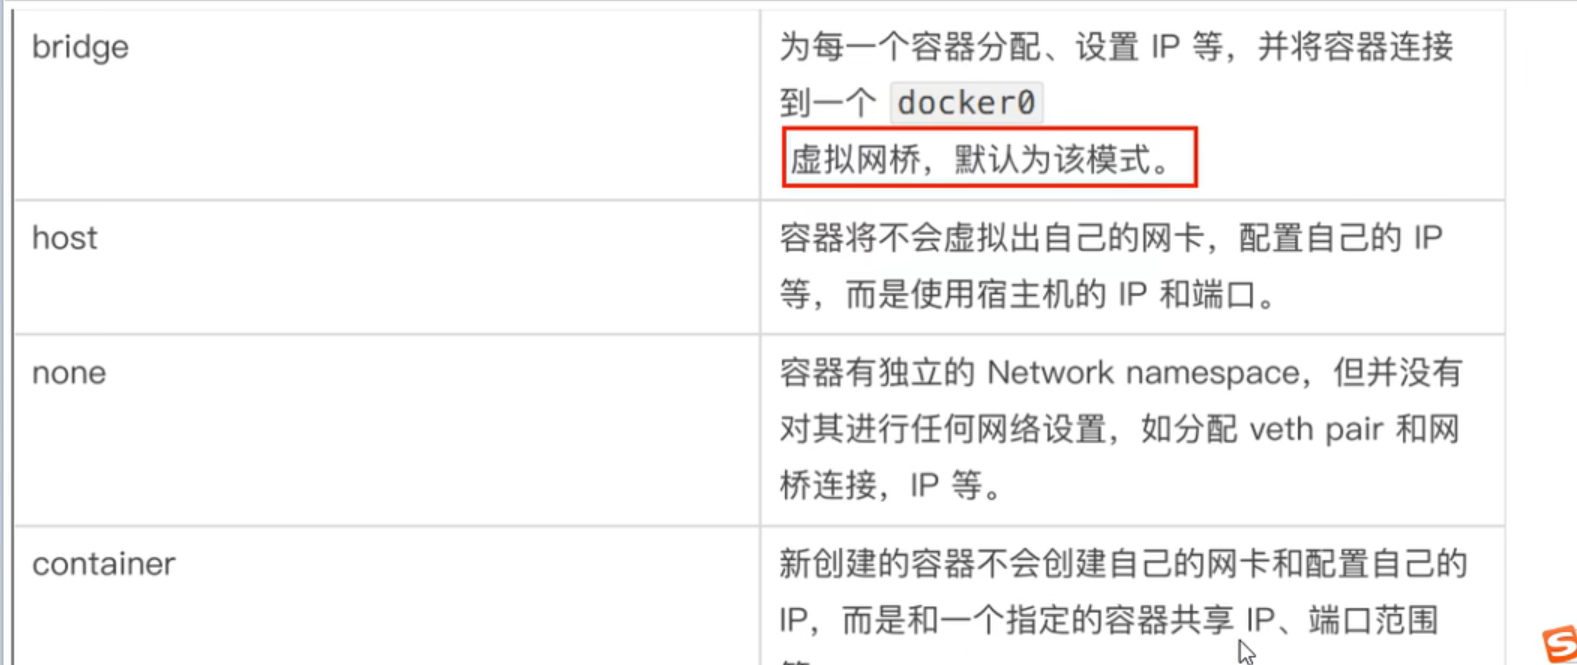 bridge
为每一个容器分配、设置 IP 等，并将容器连接
到一个 docker0
虚拟网桥，默认为该模式。
host
容器将不会虚拟出自己的网卡，配置自己的 IP
等，而是使用宿主机的 IP 和端口。
none
容器有独立的 Network namespace，但并没有
对其进行任何网络设置，如分配 veth pair 和网
桥连接，IP 等。
container
新创建的容器不会创建自己的网卡和配置自己的
IP，而是和一个指定的容器共享 IP、端口范围